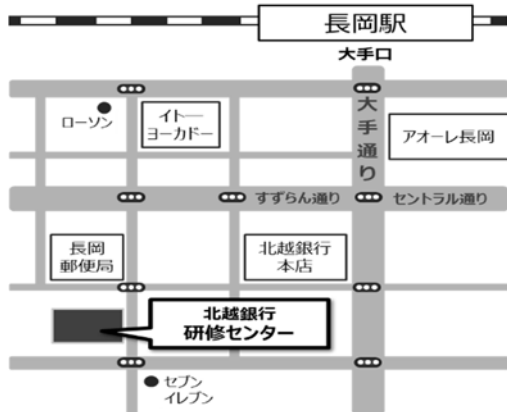 長岡駅
大手口
ローソン
イトー
ヨーカドー
大手通り
アオーレ長岡
すずらん通り
セントラル通り
長岡
郵便局
北越銀行
本店
北越銀行
研修センター
セブン
イレブン